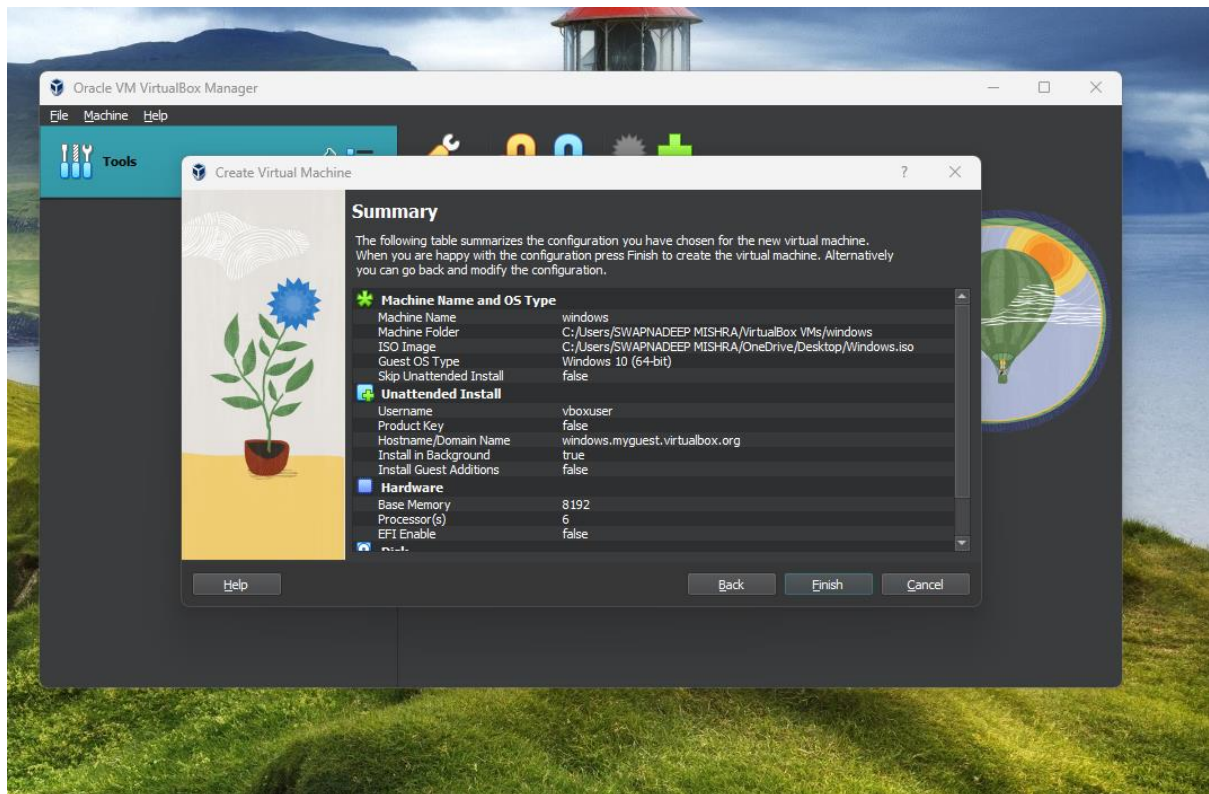 Oracle VM VirtualBox Manager
File Machine Help
Tools
Create Virtual Machine
?
Summary
The following table summarizes the configuration you have chosen for the new virtual machine.
When you are happy with the configuration press Finish to create the virtual machine. Alternatively
you can go back and modify the configuration.
Machine Name and OS Type
Machine Name windows
Machine Folder C:/Users/SWAPNADEEP MISHRA/VirtualBox VMs/windows
ISO Image C:/Users/SWAPNADEEP MISHRA/OneDrive/Desktop/Windows.iso
Guest OS Type Windows 10 (64-bit)
Skip Unattended Install false
Unattended Install
Username vboxuser
Product Key false
Hostname/Domain Name windows.myguest.virtualbox.org
Install in Background true
Install Guest Additions false
Hardware
Base Memory 8192
Processor(s) 6
EFI Enable false
Disk
Help Back Finish Cancel